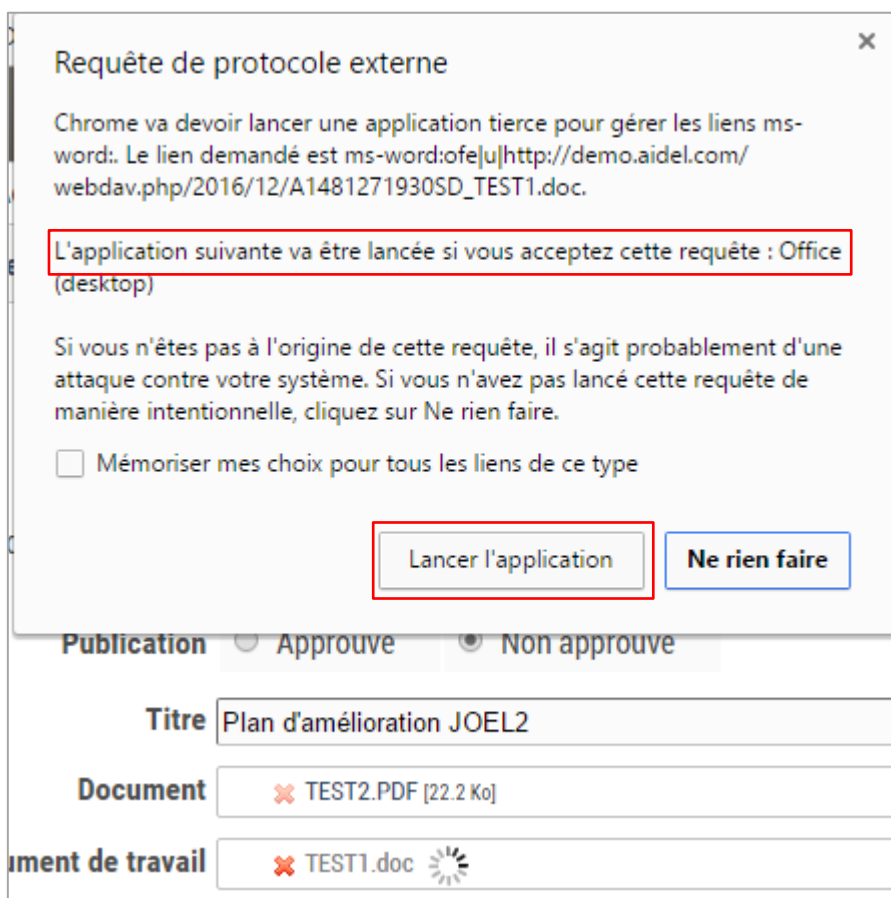 Requête de protocole externe
Chrome va devoir lancer une application tierce pour gérer les liens ms-
word:. Le lien demandé est ms-word:ofe|u|http://demo.aidel.com/
webdav.php/2016/12/A1481271930SD_TEST1.doc.
L'application suivante va être lancée si vous acceptez cette requête : Office
(desktop)
Si vous n'êtes pas à l'origine de cette requête, il s'agit probablement d'une
attaque contre votre système. Si vous n'avez pas lancé cette requête de
manière intentionnelle, cliquez sur Ne rien faire.
Mémoriser mes choix pour tous les liens de ce type
Lancer l'application Ne rien faire
Publication Approuvé Non approuvé
Titre Plan d'amélioration JOEL2
Document TEST2.PDF [22.2 Ko]
ument de travail TEST1.doc